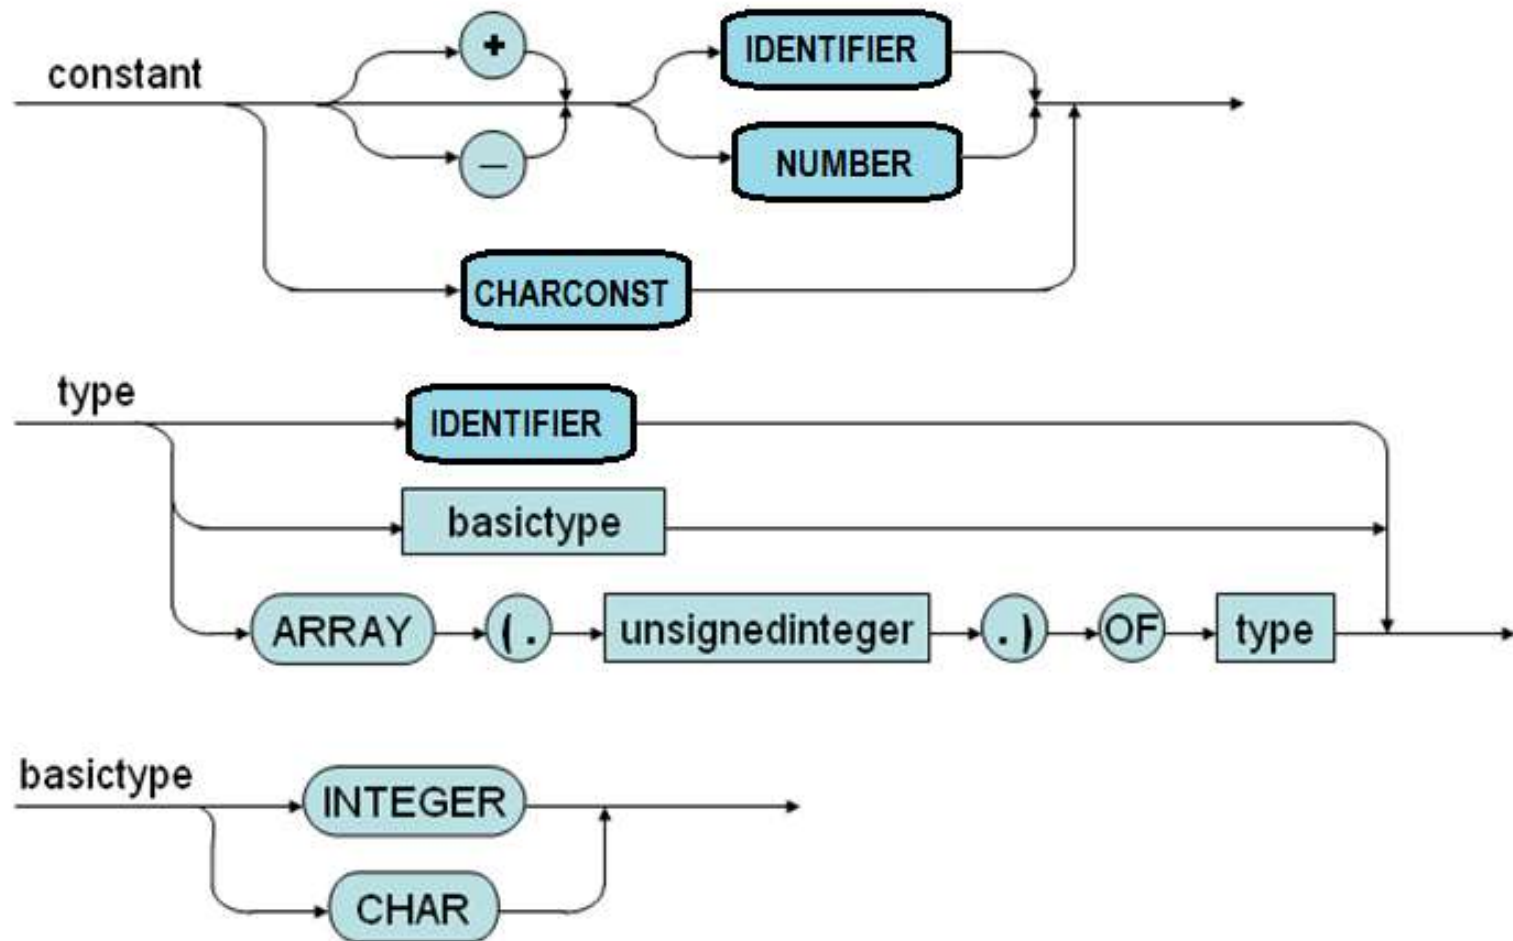 constant
+
IDENTIFIER
–
NUMBER
CHARCONST
type
IDENTIFIER
basictype
ARRAY (. unsignedinteger .) OF type
basictype
INTEGER
CHAR